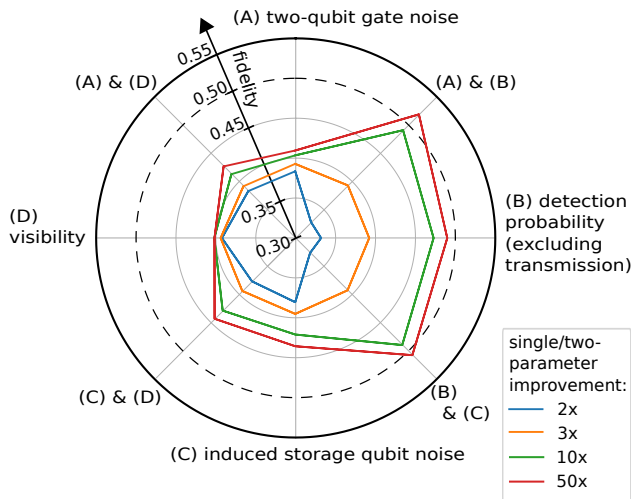 (A) two-qubit gate noise
0.55
fidelity
(A) & (D)
(A) & (B)
0.50
0.45
(D)
visibility
0.35
0.30
(B) detection
probability
(excluding
transmission)
(C) & (D)
(B)
& (C)
(C) induced storage qubit noise
single/two-
parameter
improvement:
2x
3x
10x
50x